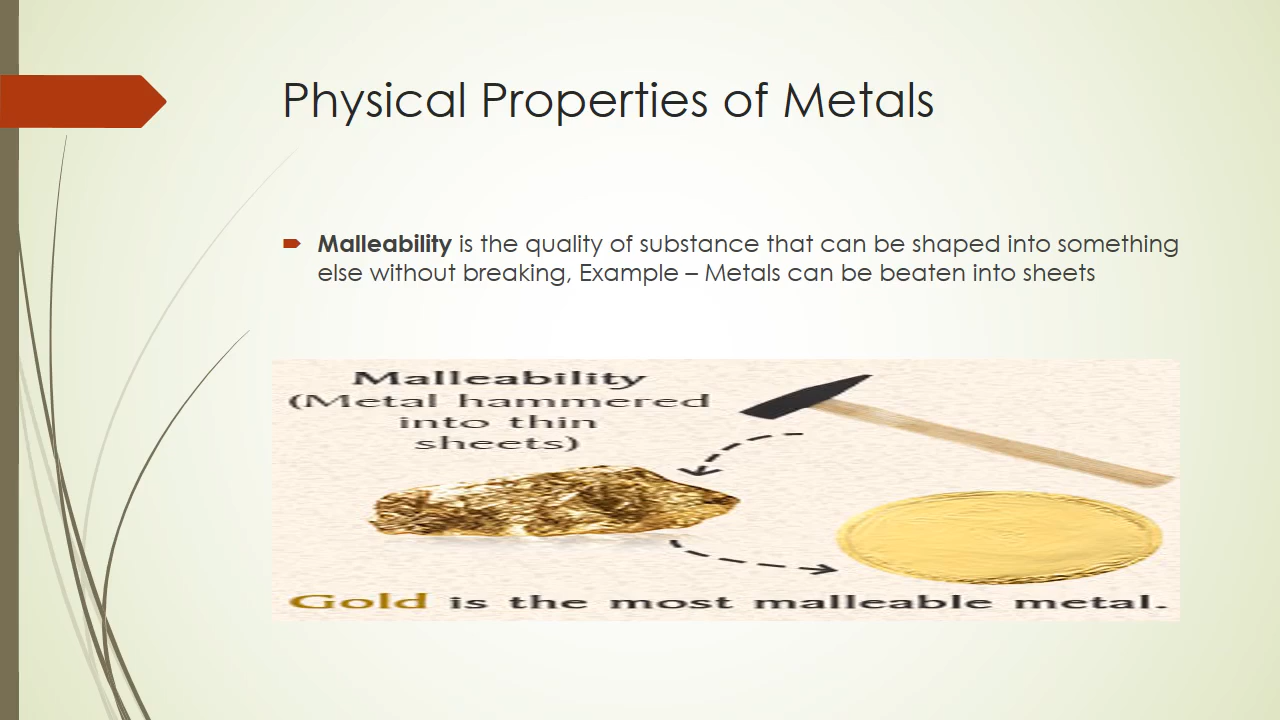 Physical Properties of Metals
Malleability is the quality of substance that can be shaped into something
else without breaking, Example – Metals can be beaten into sheets
Malleability
(Metal hammered
into thin
sheets)
Gold is the most malleable metal.